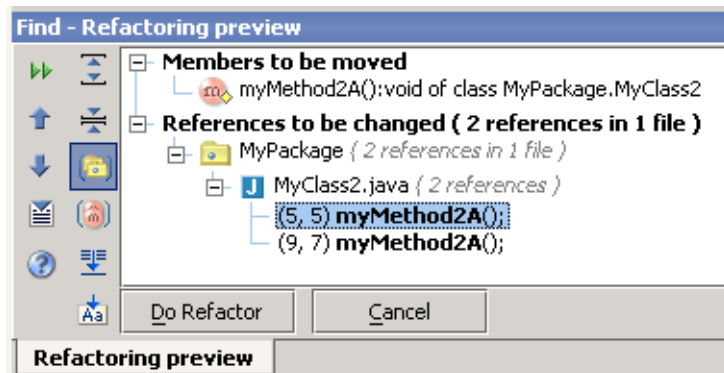 Find - Refactoring preview
Members to be moved
m myMethod2A():void of class MyPackage.MyClass2
References to be changed ( 2 references in 1 file )
MyPackage ( 2 references in 1 file )
J MyClass2.java ( 2 references )
(5, 5) myMethod2A();
(9, 7) myMethod2A();
m
?
Aa
Do Refactor Cancel
Refactoring preview